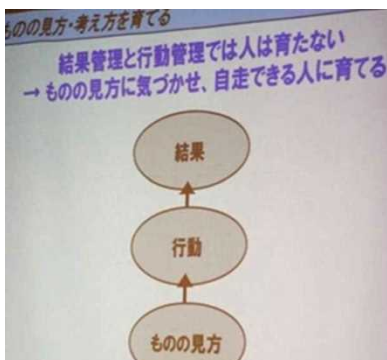 ものの見方・考え方を育てる
結果管理と行動管理では人は育たない
→ ものの見方に気づかせ、自走できる人に育てる
結果
行動
ものの見方